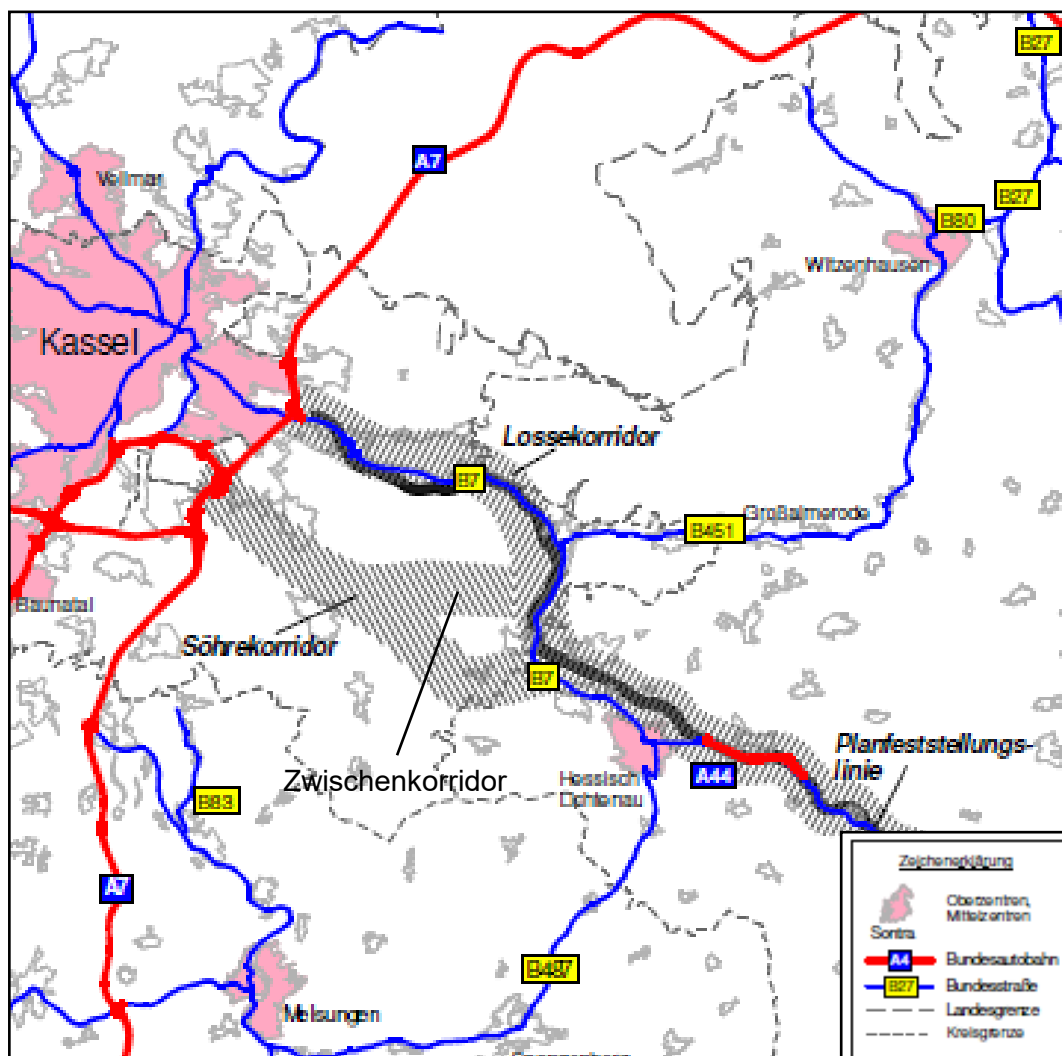 B27
Vellmar
A7
B27
B80
Witzenhausen
Kassel
Lossekorridor
B7
Großalmerode
B451
Baunatal
Söhrekorridor
B7
Planfeststellungs-
linie
A44
Zwischenkorridor
Hessisch
Lichtenau
B83
A7
B487
Melsungen
Zeichenerklärung
Oberzentren,
Mittelzentren
Sontra
A4 Bundesautobahn
B27 Bundesstraße
Landesgrenze
Kreisgrenze